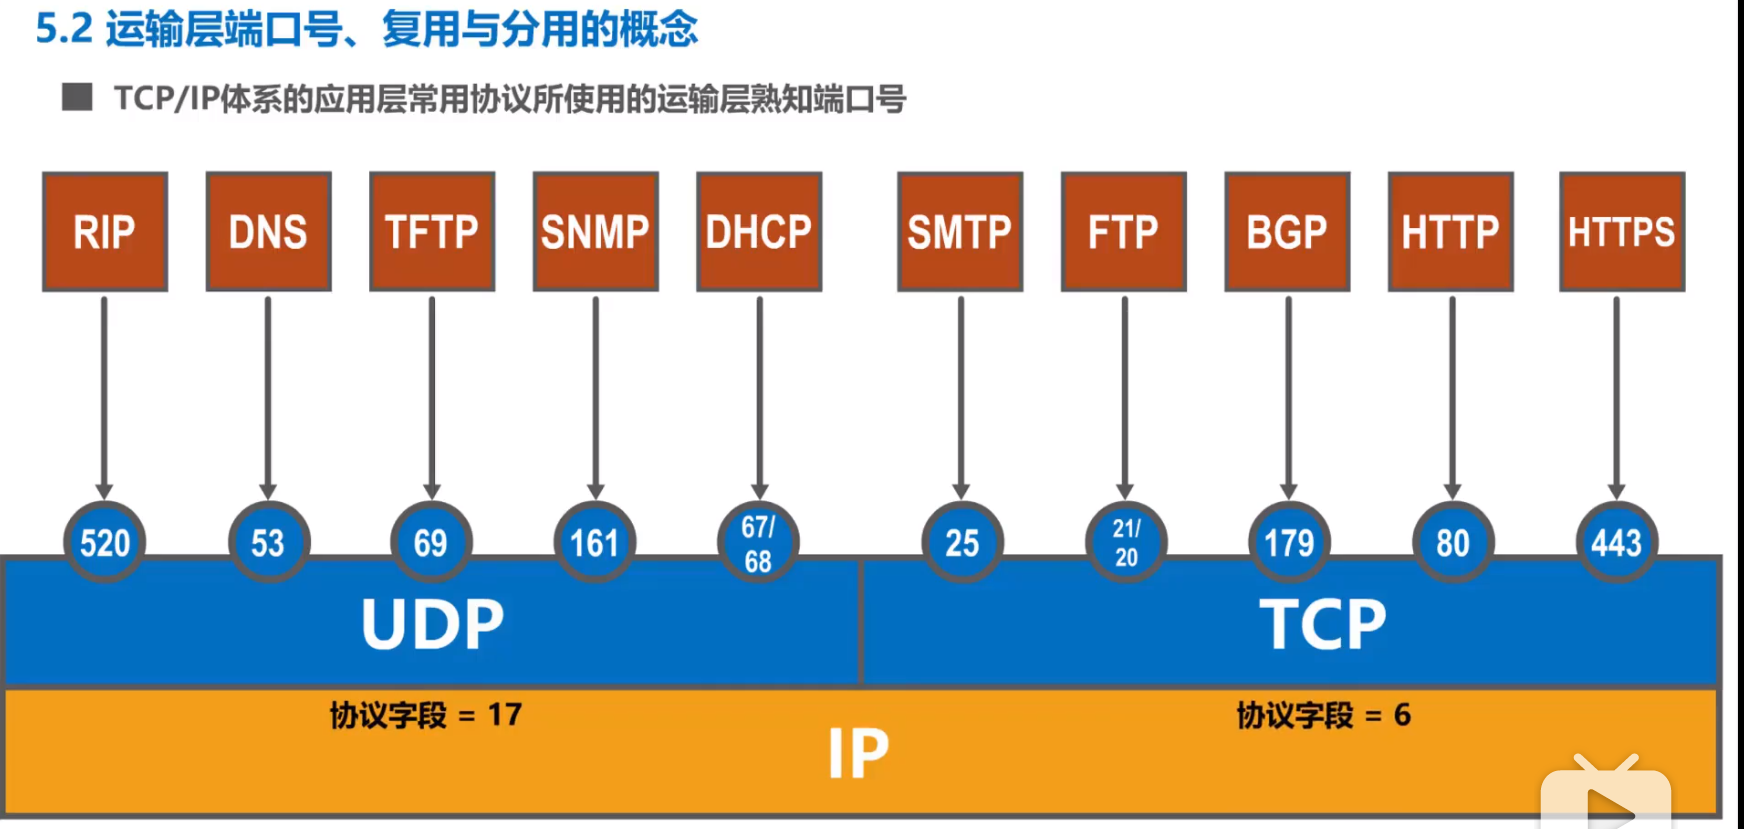 5.2 运输层端口号、复用与分用的概念
TCP/IP体系的应用层常用协议所使用的运输层熟知端口号
RIP DNS TFTP SNMP DHCP SMTP FTP BGP HTTP HTTPS
520 53 69 161 67/ 68 25 21/ 20 179 80 443
UDP TCP
协议字段 = 17 协议字段 = 6
IP